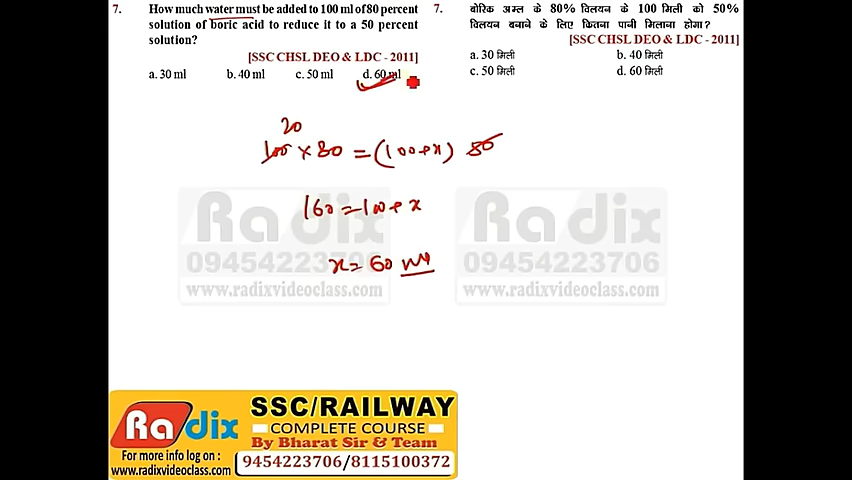 7. How much water must be added to 100 ml of 80 percent
solution of boric acid to reduce it to a 50 percent
solution?
[SSC CHSL DEO & LDC - 2011]
a. 30 ml b. 40 ml c. 50 ml d. 60 ml
7. बोरिक अम्ल के 80% विलयन के 100 मिली को 50%
विलयन बनाने के लिए कितना पानी मिलाना होगा ?
[SSC CHSL DEO & LDC - 2011]
a. 30 मिली b. 40 मिली
c. 50 मिली d. 60 मिली
20
100 × 80 = (100+x) 50
160 = 100+ x
x = 60 ml
Radix
09454223706
www.radixvideoclass.com
Radix
09454223706
www.radixvideoclass.com
Radix
For more info log on :
www.radixvideoclass.com
SSC/RAILWAY
COMPLETE COURSE
By Bharat Sir & Team
9454223706/8115100372